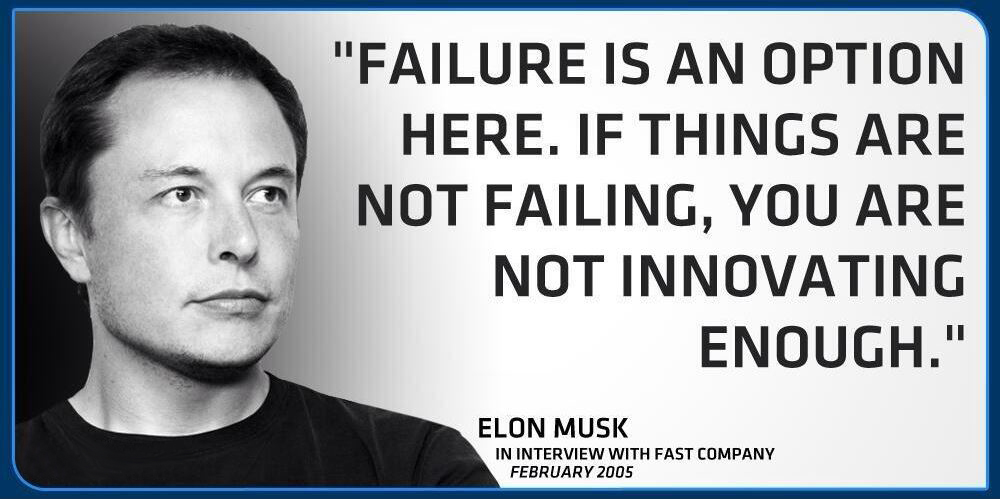 "FAILURE IS AN OPTION
HERE. IF THINGS ARE
NOT FAILING, YOU ARE
NOT INNOVATING
ENOUGH."
ELON MUSK
IN INTERVIEW WITH FAST COMPANY
FEBRUARY 2005